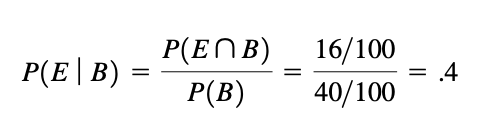 P(E | B) = P(E ∩ B) / P(B) = 16/100 / 40/100 = .4